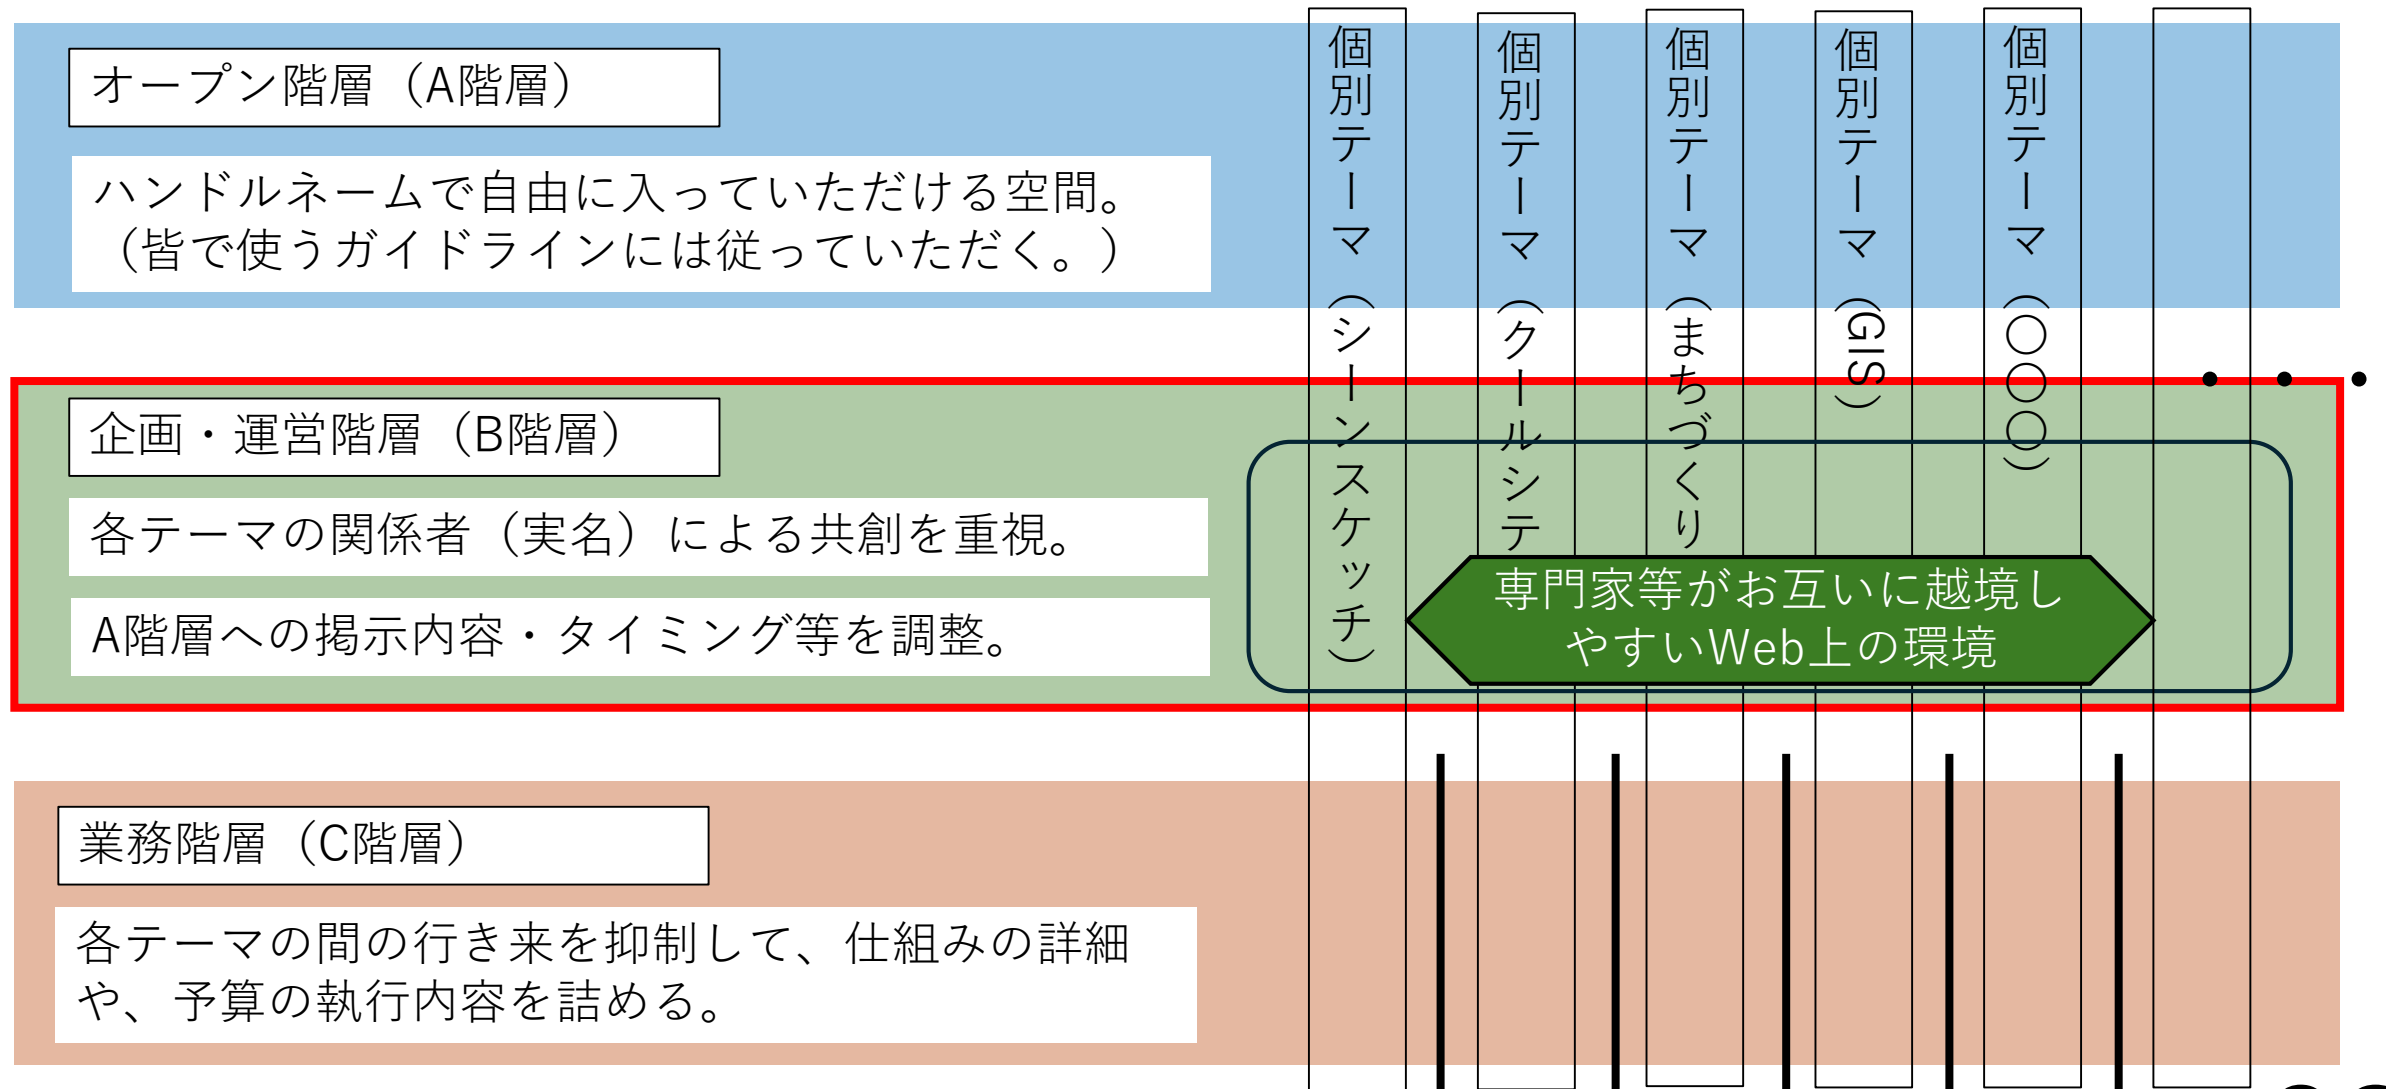 オープン階層（A階層）
ハンドルネームで自由に入っていただける空間。
（皆で使うガイドラインには従っていただく。）
企画・運営階層（B階層）
各テーマの関係者（実名）による共創を重視。
A階層への掲示内容・タイミング等を調整。
業務階層（C階層）
各テーマの間の行き来を抑制して、仕組みの詳細
や、予算の執行内容を詰める。
個別テーマ（シーンスケッチ）
個別テーマ（クールシテ
個別テーマ（まちづくり
個別テーマ（GIS）
個別テーマ（〇〇〇）
・・・
専門家等がお互いに越境し
やすいWeb上の環境